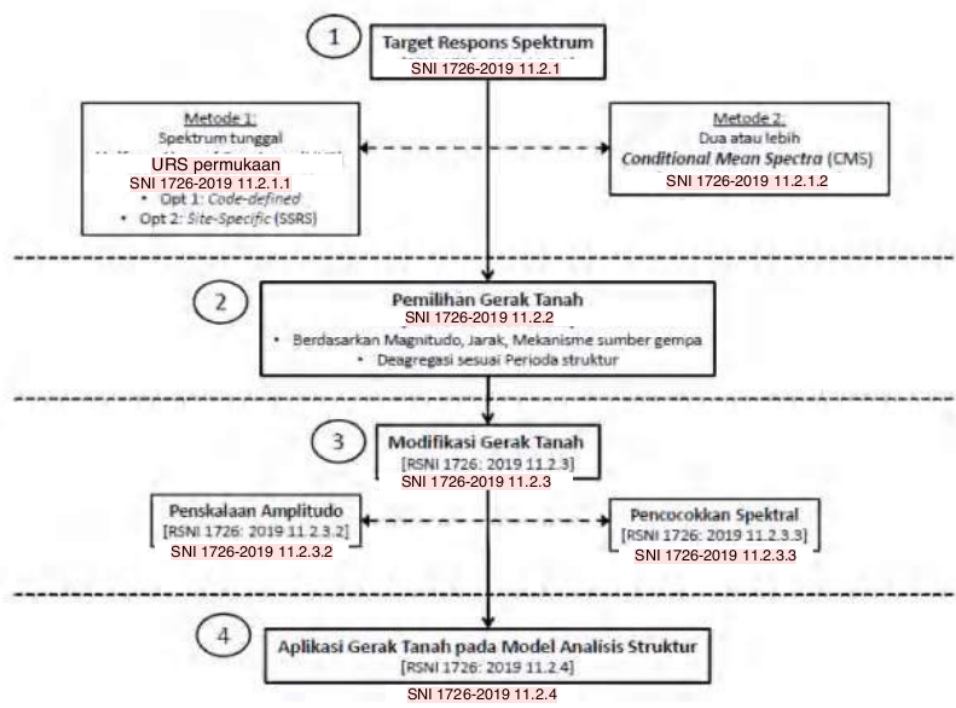 1
Target Respons Spektrum
SNI 1726-2019 11.2.1
Metode 1:
Spektrum tunggal
URS permukaan
SNI 1726-2019 11.2.1.1
• Opt 1: Code-defined
• Opt 2: Site-Specific (SSRS)
Metode 2:
Dua atau lebih
Conditional Mean Spectra (CMS)
SNI 1726-2019 11.2.1.2
2
Pemilihan Gerak Tanah
SNI 1726-2019 11.2.2
• Berdasarkan Magnitudo, Jarak, Mekanisme sumber gempa
• Deagregasi sesuai Perioda struktur
3
Modifikasi Gerak Tanah
[RSNI 1726: 2019 11.2.3]
SNI 1726-2019 11.2.3
Penskalaan Amplitudo
[RSNI 1726: 2019 11.2.3.2]
SNI 1726-2019 11.2.3.2
Pencocokkan Spektral
[RSNI 1726: 2019 11.2.3.3]
SNI 1726-2019 11.2.3.3
4
Aplikasi Gerak Tanah pada Model Analisis Struktur
[RSNI 1726: 2019 11.2.4]
SNI 1726-2019 11.2.4